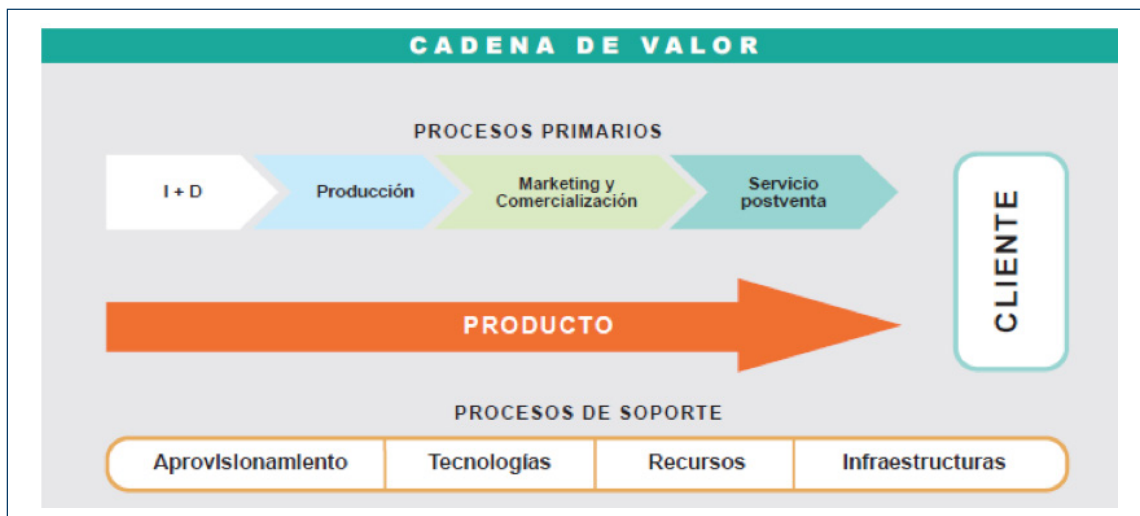 CADENA DE VALOR
PROCESOS PRIMARIOS
I + D
Producción
Marketing y
Comercialización
Servicio
postventa
CLIENTE
PRODUCTO
PROCESOS DE SOPORTE
Aprovisionamiento
Tecnologías
Recursos
Infraestructuras